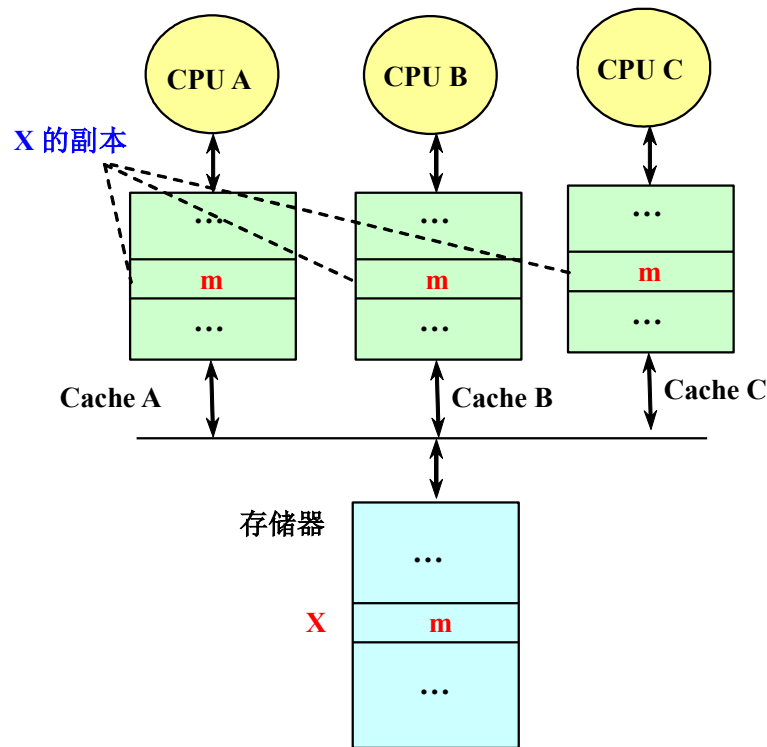 CPU A
CPU B
CPU C
X 的副本
...
...
...
m
m
m
...
...
...
Cache A
Cache B
Cache C
存储器
...
X
m
...